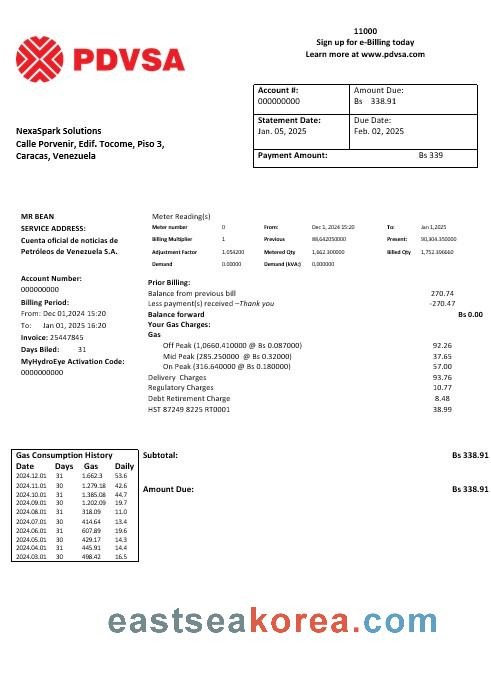 11000
Sign up for e-Billing today
Learn more at www.pdvsa.com
PDVSA
Account #:
000000000
Amount Due:
Bs 338.91
Statement Date:
Jan. 05, 2025
Due Date:
Feb. 02, 2025
Payment Amount: Bs 339
NexaSpark Solutions
Calle Porvenir, Edif. Tocome, Piso 3,
Caracas, Venezuela
MR BEAN
SERVICE ADDRESS:
Cuenta oficial de noticias de
Petróleos de Venezuela S.A.
Account Number:
000000000
Billing Period:
From: Dec 01,2024 15:20
To: Jan 01, 2025 16:20
Invoice: 25447845
Days Biled: 31
MyHydroEye Activation Code:
0000000000
Meter Reading(s)
Meter number 0 From: Dec 1, 2024 15:20 To: Jan 1,2025
Billing Multiplier 1 Previous 88,642050000 Present: 90,304.350000
Adjustment Factor 1,054200 Metered Qty 1,662.300000 Billed Qty 1,752.396660
Demand 0.00000 Demand (kVA:) 0,000000
Prior Billing:
Balance from previous bill 270.74
Less payment(s) received –Thank you -270.47
Balance forward Bs 0.00
Your Gas Charges:
Gas
Off Peak (1,0660.410000 @ Bs 0.087000) 92.26
Mid Peak (285.250000 @ Bs 0.32000) 37.65
On Peak (316.640000 @ Bs 0.180000) 57.00
Delivery Charges 93.76
Regulatory Charges 10.77
Debt Retirement Charge 8.48
HST 87249 8225 RT0001 38.99
Gas Consumption History
Date Days Gas Daily
2024.12.01 31 1.662.3 53.6
2024.11.01 30 1.279.18 42.6
2024.10.01 31 1.385.08 44.7
2024.09.01 30 1.202.09 19.7
2024.08.01 31 318.09 11.0
2024.07.01 30 414.64 13.4
2024.06.01 31 607.89 19.6
2024.05.01 30 429.17 14.3
2024.04.01 31 445.91 14.4
2024.03.01 30 498.42 16.5
Subtotal: Bs 338.91
Amount Due: Bs 338.91
eastseakorea.com